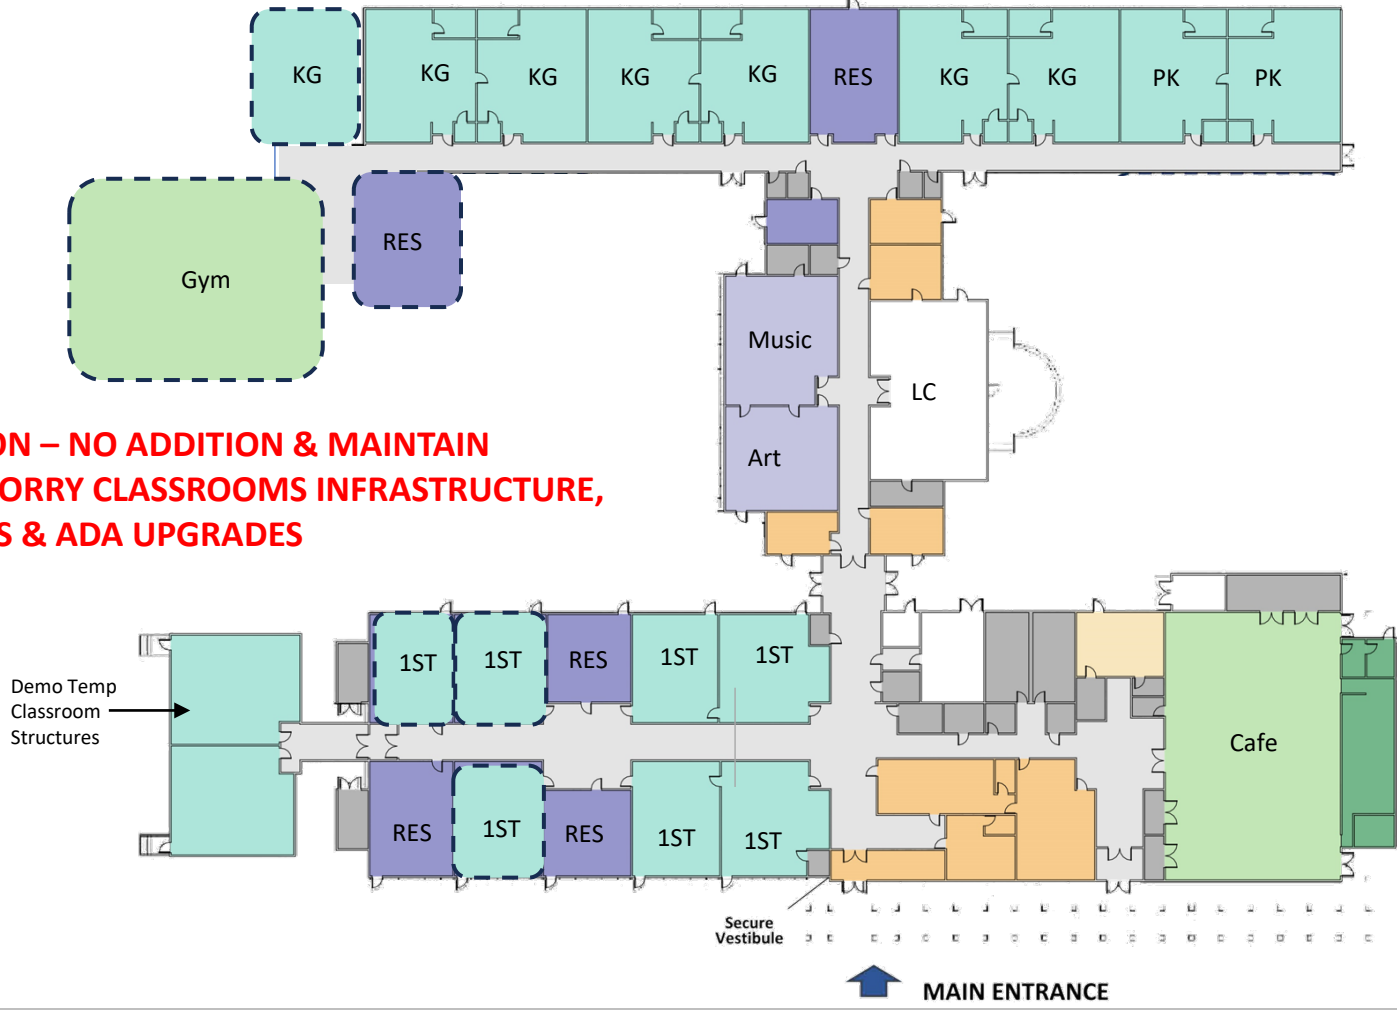 KG
KG
KG
KG
KG
RES
KG
KG
PK
PK
RES
Gym
Music
LC
Art
ON – NO ADDITION & MAINTAIN
ORRY CLASSROOMS INFRASTRUCTURE,
S & ADA UPGRADES
1ST
1ST
RES
1ST
1ST
Demo Temp
Classroom
Structures
Cafe
RES
1ST
RES
1ST
1ST
Secure
Vestibule
MAIN ENTRANCE